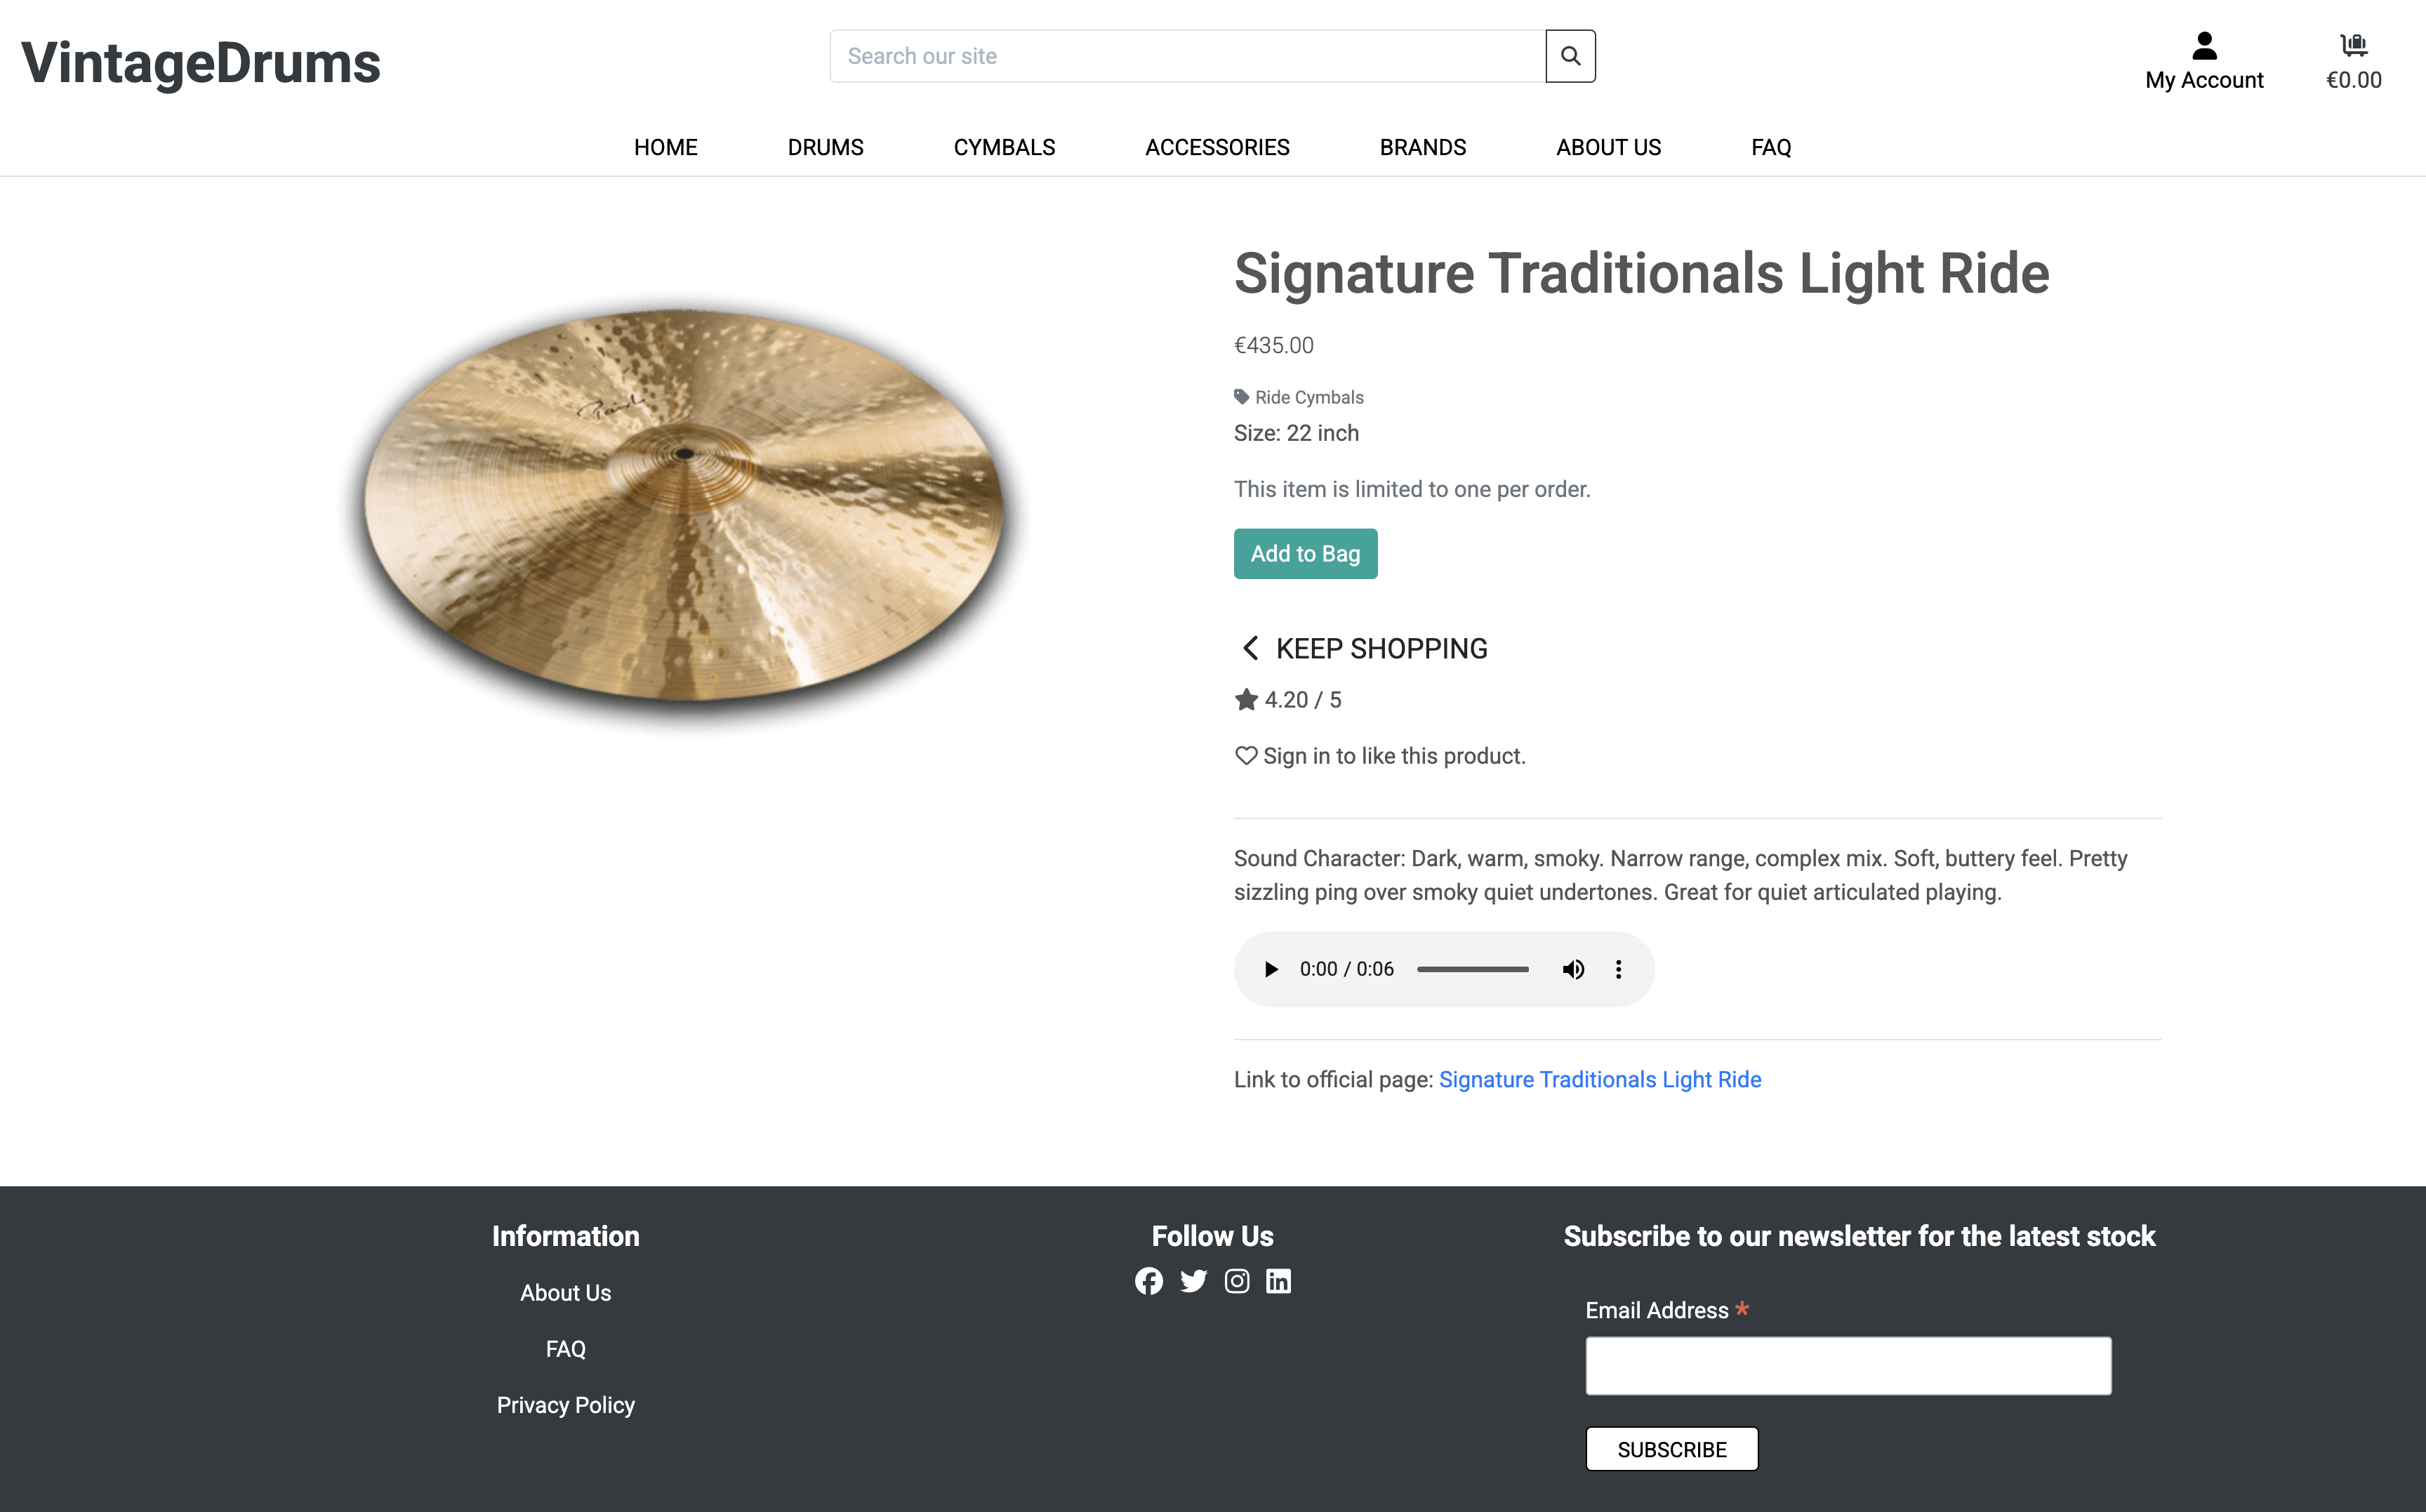 VintageDrums
Search our site
My Account
€0.00
HOME
DRUMS
CYMBALS
ACCESSORIES
BRANDS
ABOUT US
FAQ
Paiste
Signature Traditionals Light Ride
€435.00
Ride Cymbals
Size: 22 inch
This item is limited to one per order.
Add to Bag
KEEP SHOPPING
4.20 / 5
Sign in to like this product.
Sound Character: Dark, warm, smoky. Narrow range, complex mix. Soft, buttery feel. Pretty
sizzling ping over smoky quiet undertones. Great for quiet articulated playing.
0:00 / 0:06
Link to official page: Signature Traditionals Light Ride
Information
About Us
FAQ
Privacy Policy
Follow Us
Subscribe to our newsletter for the latest stock
Email Address *
SUBSCRIBE